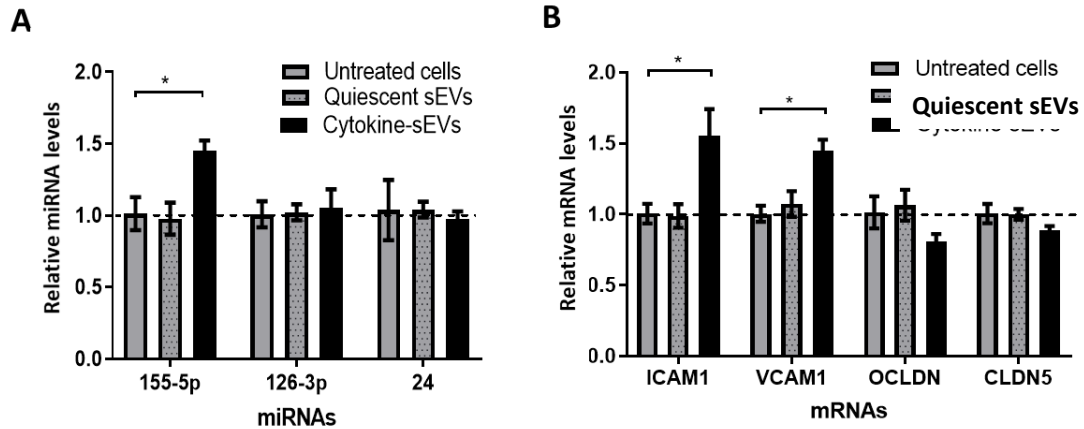 A
Relative miRNA levels
2.0
1.5
1.0
0.5
0.0
*
Untreated cells
Quiescent sEVs
Cytokine-sEVs
155-5p 126-3p 24
miRNAs
B
Relative mRNA levels
2.0
1.5
1.0
0.5
0.0
*
*
Untreated cells
Quiescent sEVs
ICAM1 VCAM1 OCLDN CLDN5
mRNAs